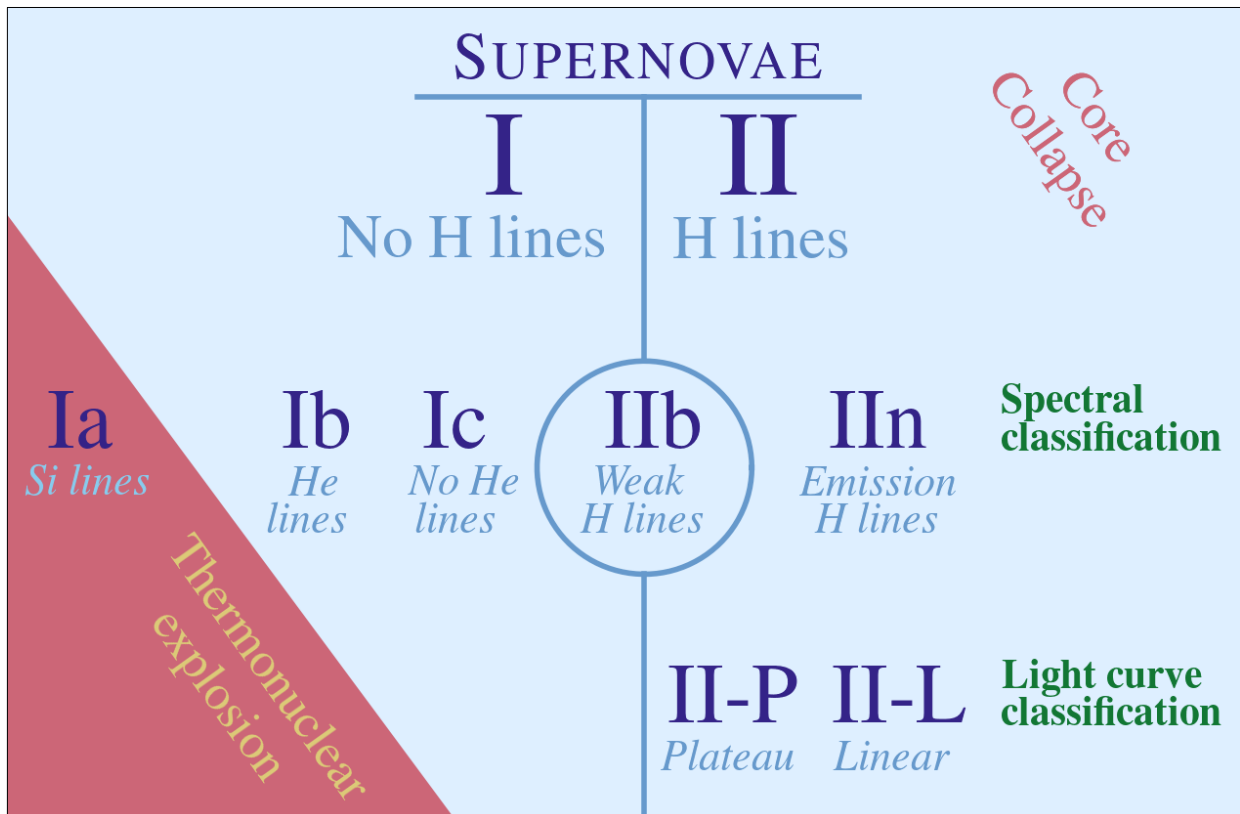 SUPERNOVAE
I
No H lines
II
H lines
Core
Collapse
Ia
Si lines
Ib
He
lines
Ic
No He
lines
IIb
Weak
H lines
IIn
Emission
H lines
Spectral
classification
Thermonuclear
explosion
II-P
Plateau
II-L
Linear
Light curve
classification